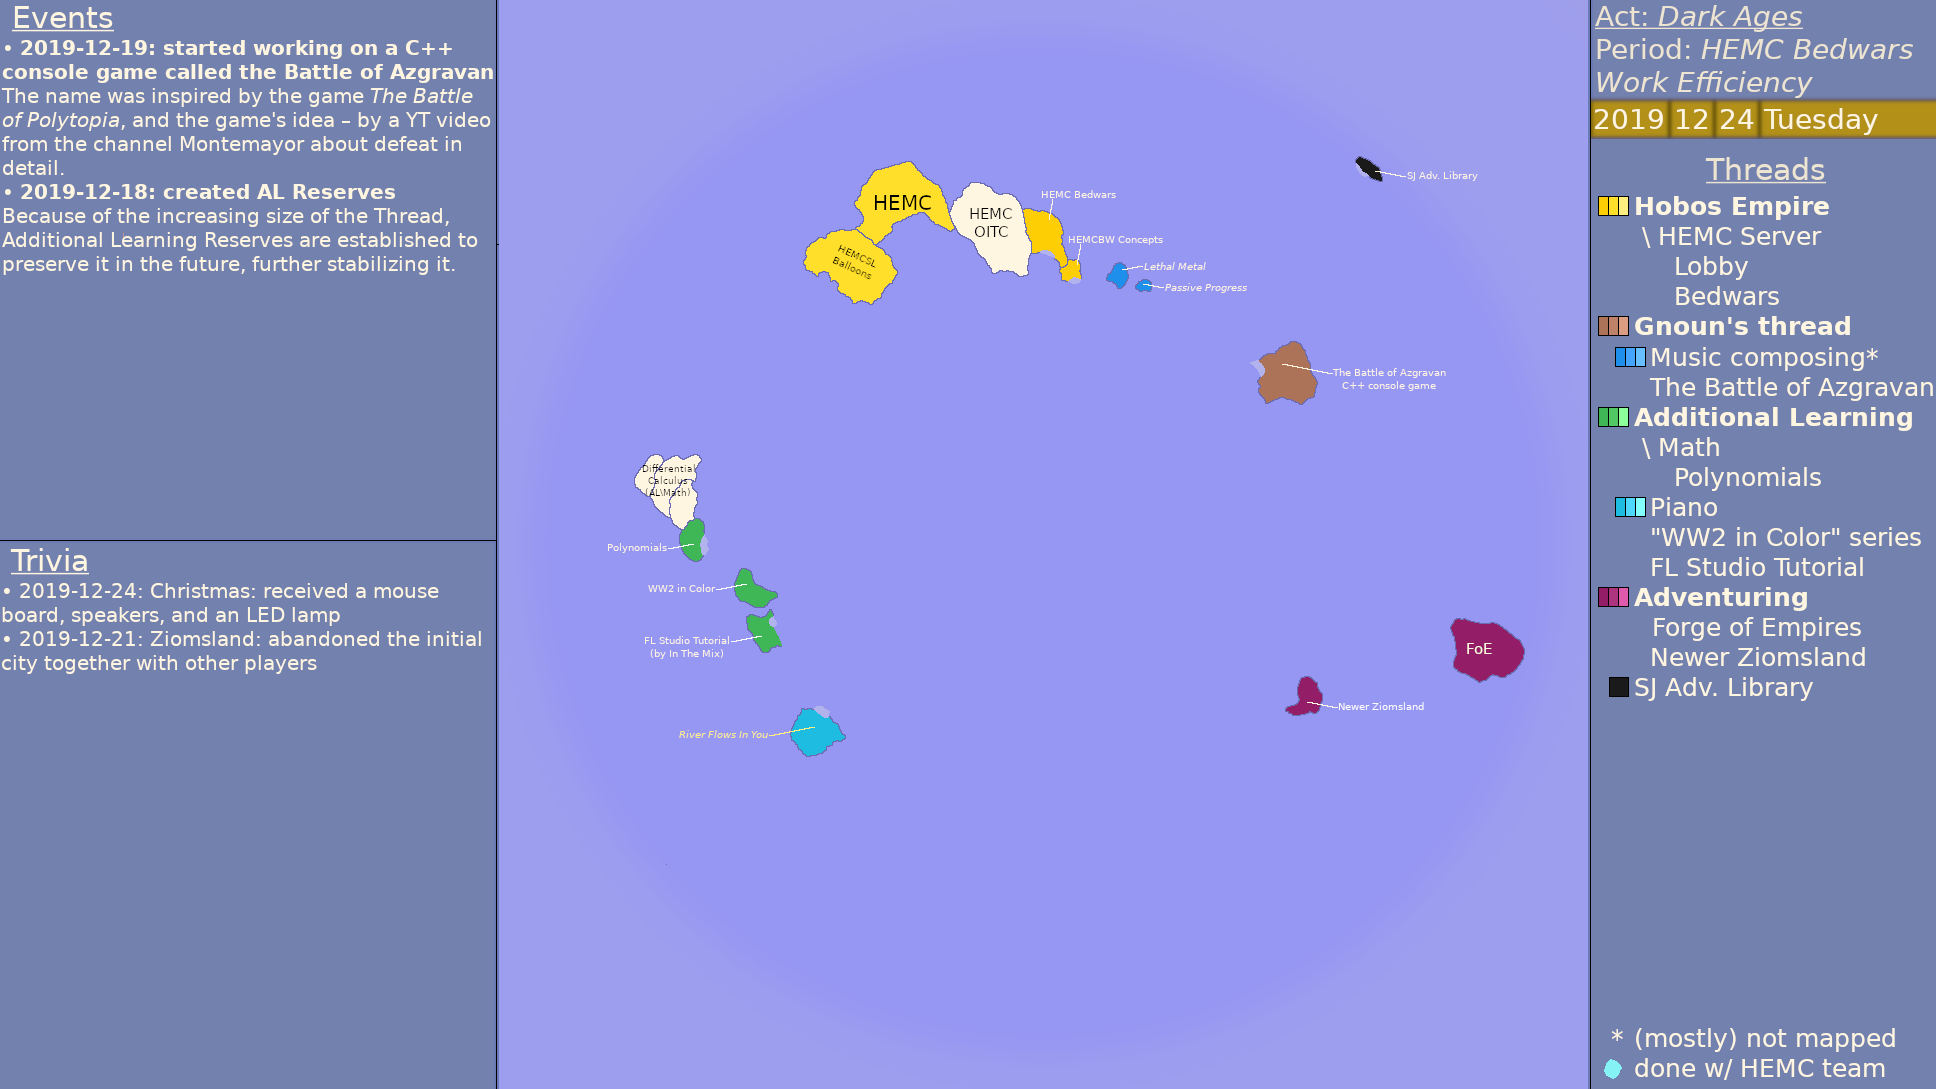 Events
• 2019-12-19: started working on a C++
console game called the Battle of Azgravan
The name was inspired by the game The Battle
of Polytopia, and the game's idea – by a YT video
from the channel Montemayor about defeat in
detail.
• 2019-12-18: created AL Reserves
Because of the increasing size of the Thread,
Additional Learning Reserves are established to
preserve it in the future, further stabilizing it.
Trivia
• 2019-12-24: Christmas: received a mouse
board, speakers, and an LED lamp
• 2019-12-21: Ziomsland: abandoned the initial
city together with other players
HEMC
HEMCSL
Balloons
HEMC
OITC
HEMC Bedwars
HEMCBW Concepts
Lethal Metal
Passive Progress
SJ Adv. Library
The Battle of Azgravan
C++ console game
Differential
Calculus
(AL\Math)
Polynomials
WW2 in Color
FL Studio Tutorial
(by In The Mix)
River Flows In You
FoE
Newer Ziomsland
Act: Dark Ages
Period: HEMC Bedwars
Work Efficiency
2019 12 24 Tuesday
Threads
Hobos Empire
\ HEMC Server
Lobby
Bedwars
Gnoun's thread
Music composing*
The Battle of Azgravan
Additional Learning
\ Math
Polynomials
Piano
"WW2 in Color" series
FL Studio Tutorial
Adventuring
Forge of Empires
Newer Ziomsland
SJ Adv. Library
* (mostly) not mapped
done w/ HEMC team